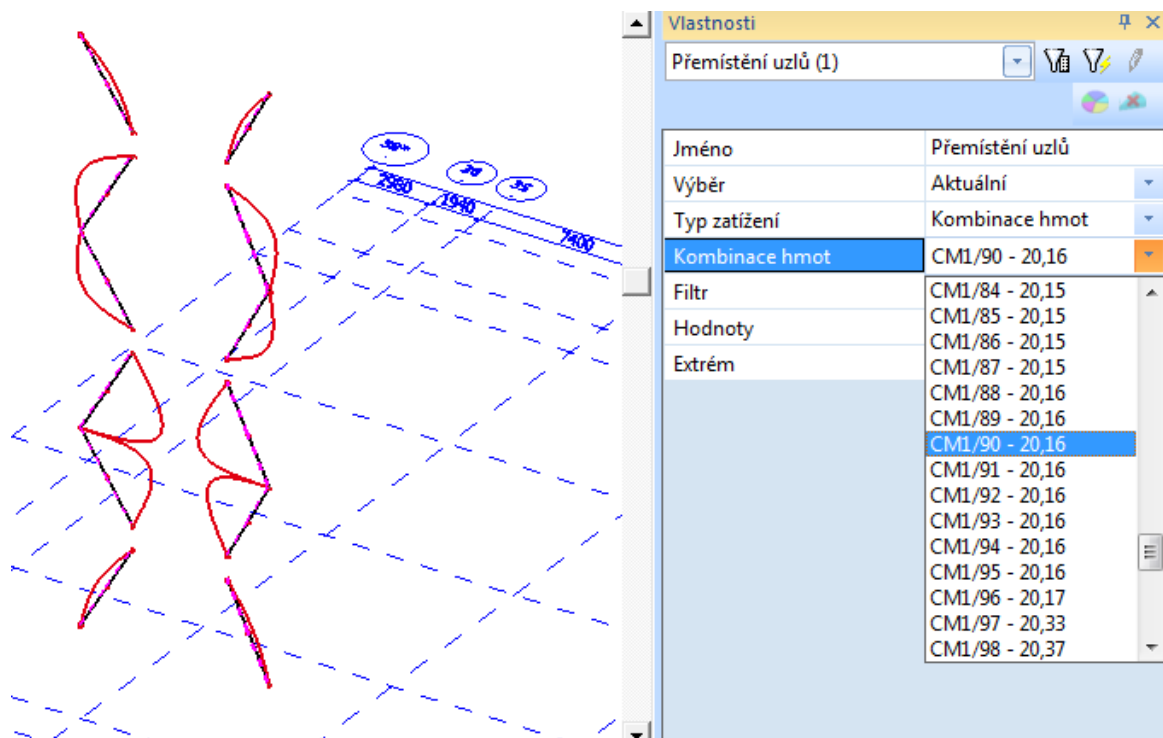 Vlastnosti
Přemístění uzlů (1)
Jméno Přemístění uzlů
Výběr Aktuální
Typ zatížení Kombinace hmot
Kombinace hmot CM1/90 - 20,16
Filtr
Hodnoty
Extrém
CM1/84 - 20,15
CM1/85 - 20,15
CM1/86 - 20,15
CM1/87 - 20,15
CM1/88 - 20,16
CM1/89 - 20,16
CM1/90 - 20,16
CM1/91 - 20,16
CM1/92 - 20,16
CM1/93 - 20,16
CM1/94 - 20,16
CM1/95 - 20,16
CM1/96 - 20,17
CM1/97 - 20,33
CM1/98 - 20,37
2980
1940
7400